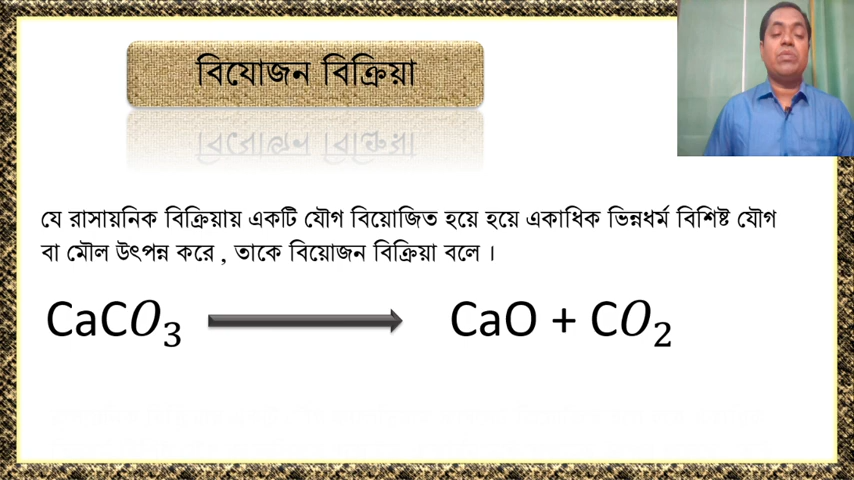 বিযোজন বিক্রিয়া
যে রাসায়নিক বিক্রিয়ায় একটি যৌগ বিয়োজিত হয়ে হয়ে একাধিক ভিন্নধর্ম বিশিষ্ট যৌগ
বা মৌল উৎপন্ন করে , তাকে বিয়োজন বিক্রিয়া বলে ।
CaCO₃ ⟶ CaO + CO₂